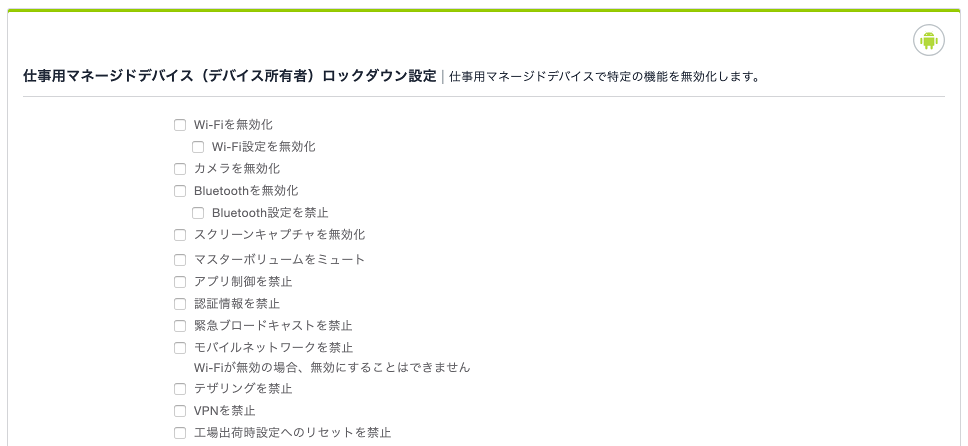 仕事用マネージドデバイス（デバイス所有者）ロックダウン設定 | 仕事用マネージドデバイスで特定の機能を無効化します。
Wi-Fiを無効化
Wi-Fi設定を無効化
カメラを無効化
Bluetoothを無効化
Bluetooth設定を禁止
スクリーンキャプチャを無効化
マスターボリュームをミュート
アプリ制御を禁止
認証情報を禁止
緊急ブロードキャストを禁止
モバイルネットワークを禁止
Wi-Fiが無効の場合、無効にすることはできません
テザリングを禁止
VPNを禁止
工場出荷時設定へのリセットを禁止